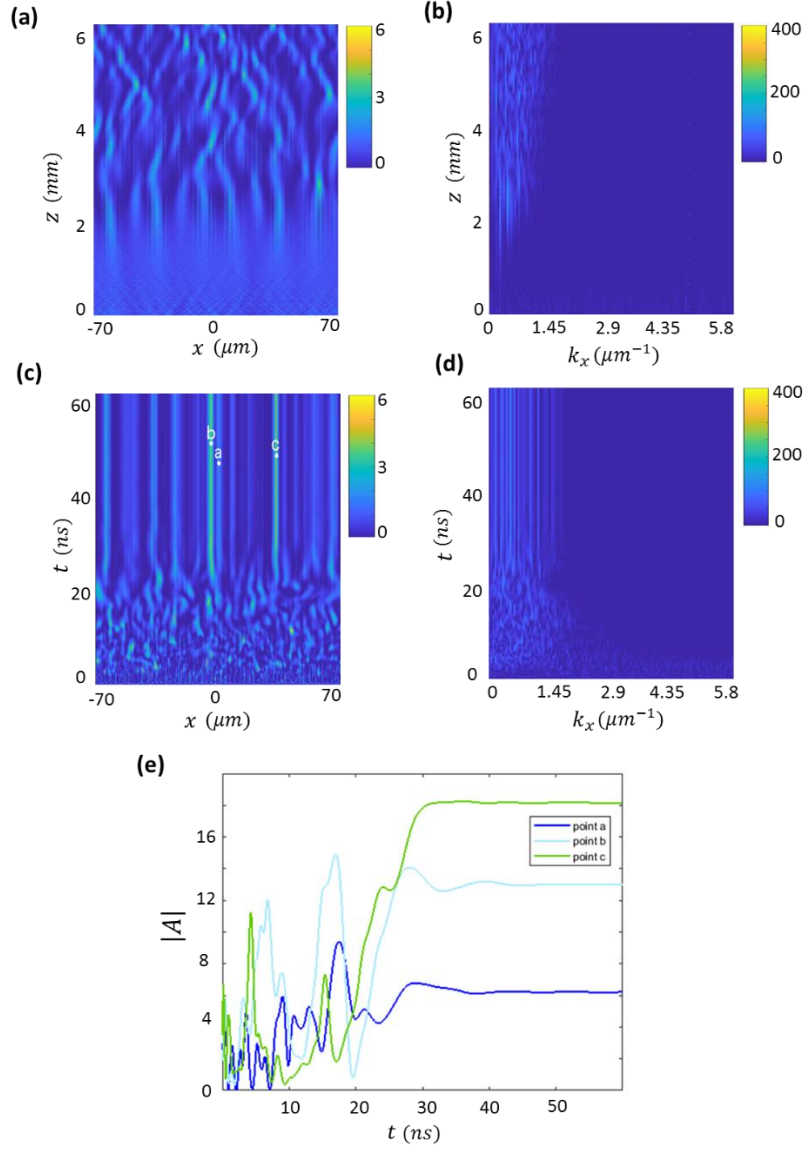 (a)
6
4
2
0
z (mm)
-70
0
70
x (μm)
6
3
0
(b)
6
4
2
0
z (mm)
0
1.45
2.9
4.35
5.8
k_x (μm⁻¹)
400
200
0
(c)
60
40
20
0
t (ns)
-70
0
70
x (μm)
b
a
c
6
3
0
(d)
60
40
20
0
t (ns)
0
1.45
2.9
4.35
5.8
k_x (μm⁻¹)
400
200
0
(e)
16
12
8
4
0
|A|
point a
point b
point c
10
20
30
40
50
t (ns)